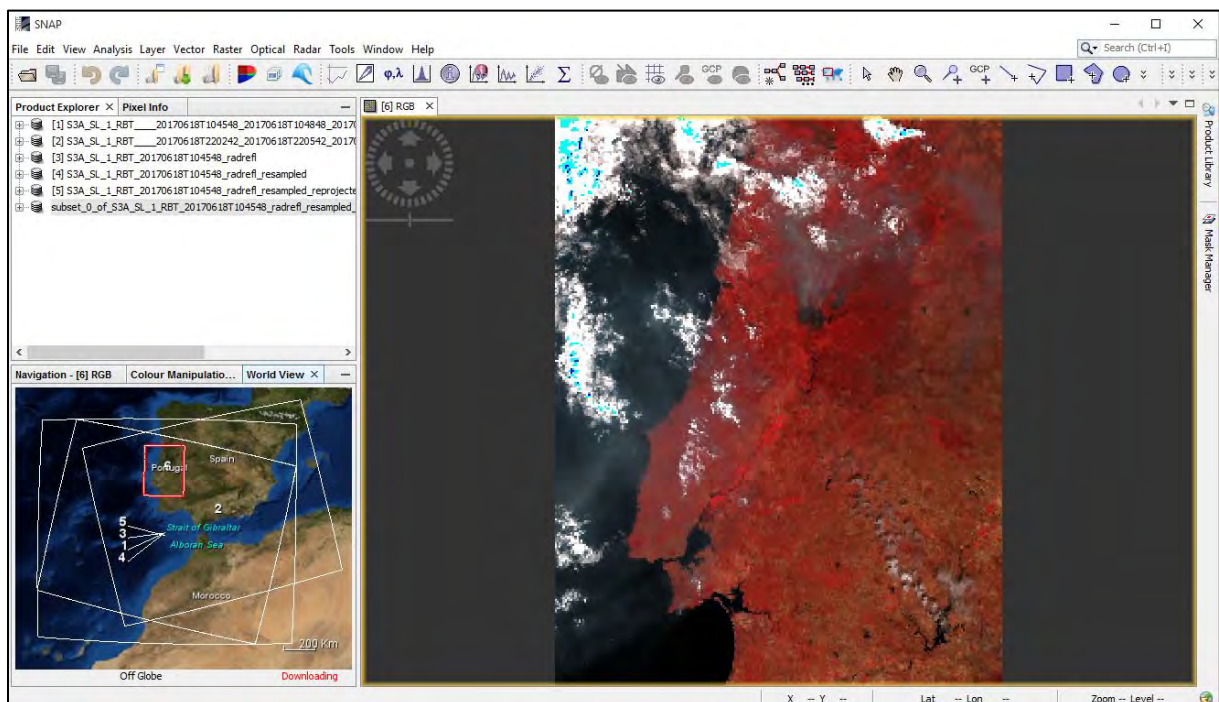 SNAP
File Edit View Analysis Layer Vector Raster Optical Radar Tools Window Help
Search (Ctrl+I)
φ,λ Σ GCP GCP
Product Explorer × Pixel Info
[6] RGB ×
[1] S3A_SL_1_RBT____20170618T104548_20170618T104848_2017
[2] S3A_SL_1_RBT____20170618T220242_20170618T220542_2017
[3] S3A_SL_1_RBT_20170618T104548_radrefl
[4] S3A_SL_1_RBT_20170618T104548_radrefl_resampled
[5] S3A_SL_1_RBT_20170618T104548_radrefl_resampled_reprojecte
subset_0_of_S3A_SL_1_RBT_20170618T104548_radrefl_resampled_
Product Library
Mask Manager
Navigation - [6] RGB Colour Manipulatio... World View ×
Spain
Portugal
6
2
5
3
1
4
Strait of Gibraltar
Alboran Sea
Morocco
200 Km
Off Globe Downloading
X -- Y -- Lat -- Lon -- Zoom -- Level --